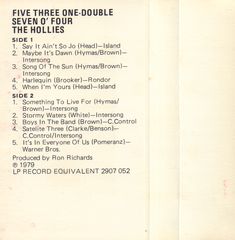 FIVE THREE ONE-DOUBLE
SEVEN O' FOUR
THE HOLLIES
SIDE 1
1. Say It Ain't So Jo (Head)—Island
2. Maybe It's Dawn (Hymas/Brown)—
Intersong
3. Song Of The Sun (Hymas/Brown)—
Intersong
4. Harlequin (Brooker)—Rondor
5. When I'm Yours (Head)—Island
SIDE 2
1. Something To Live For (Hymas/
Brown)—Intersong
2. Stormy Waters (White)—Intersong
3. Boys In The Band (Brown)—C.Control
4. Satellite Three (Clarke/Benson)—
C.Control/Intersong
5. It's In Everyone Of Us (Pomeranz)—
Warner Bros.
Produced by Ron Richards
℗ 1979
LP RECORD EQUIVALENT 2907 052